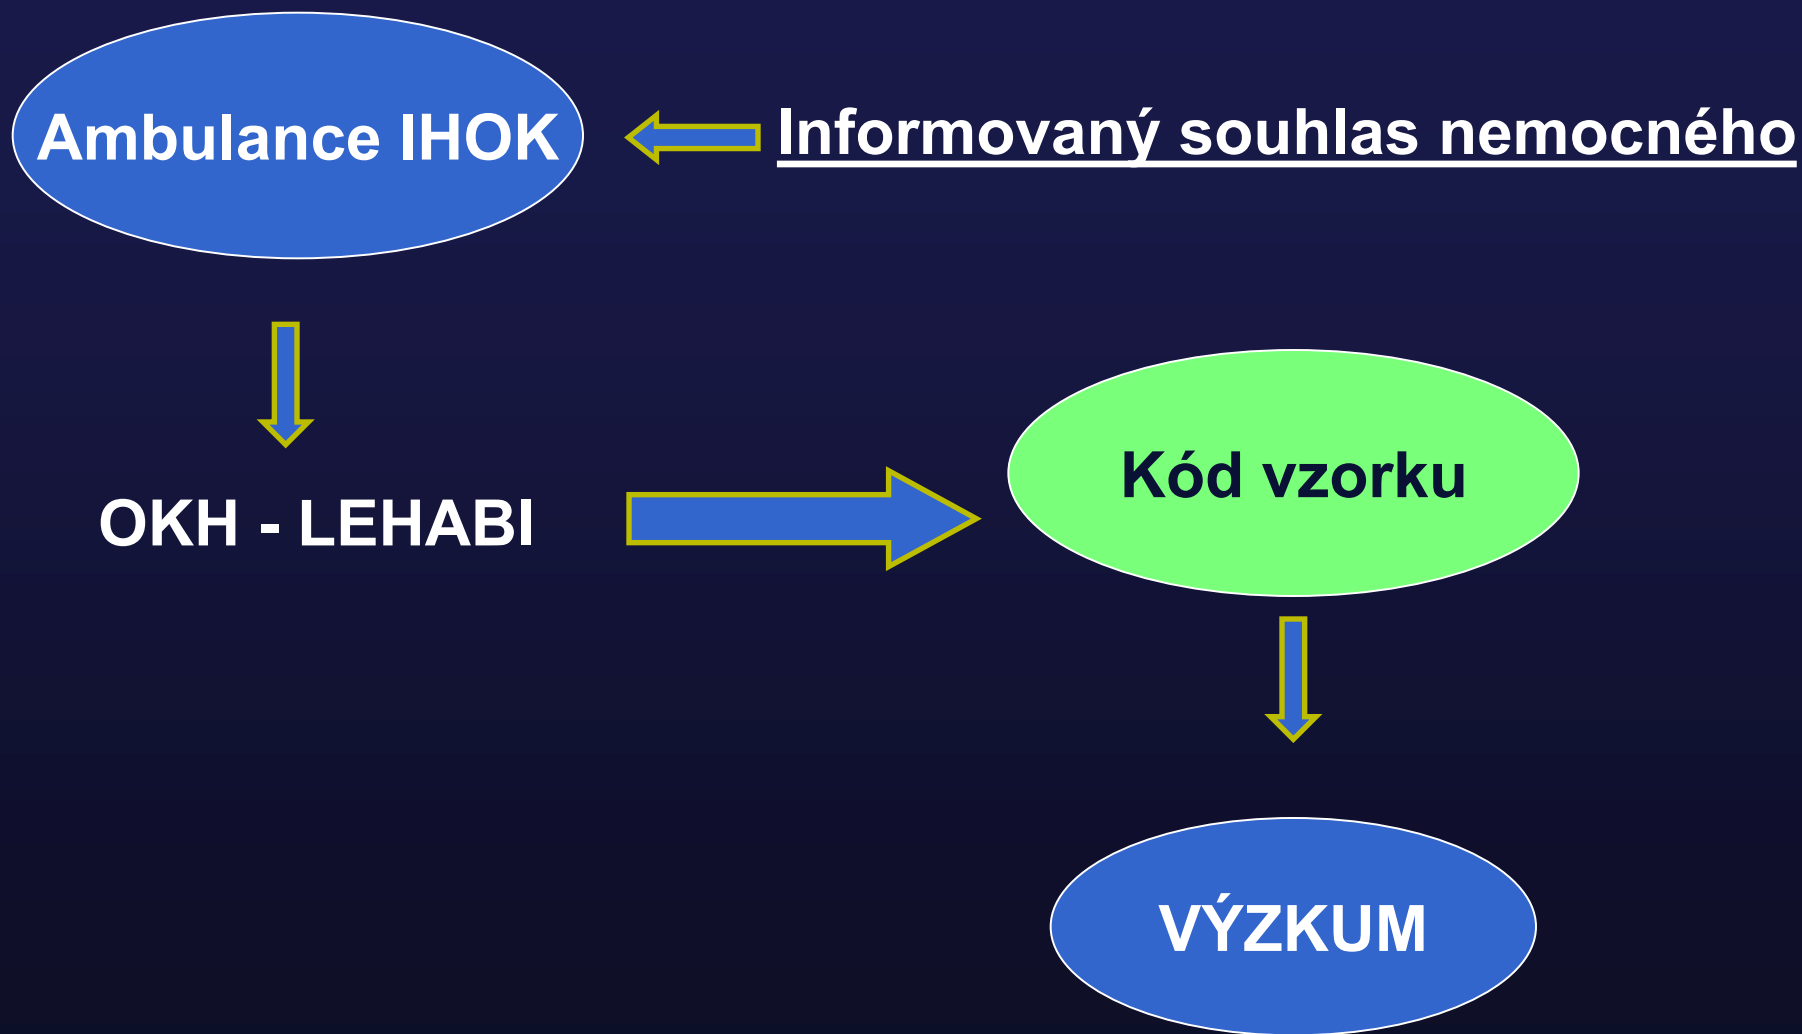 Ambulance IHOK
Informovaný souhlas nemocného
OKH - LEHABI
Kód vzorku
VÝZKUM